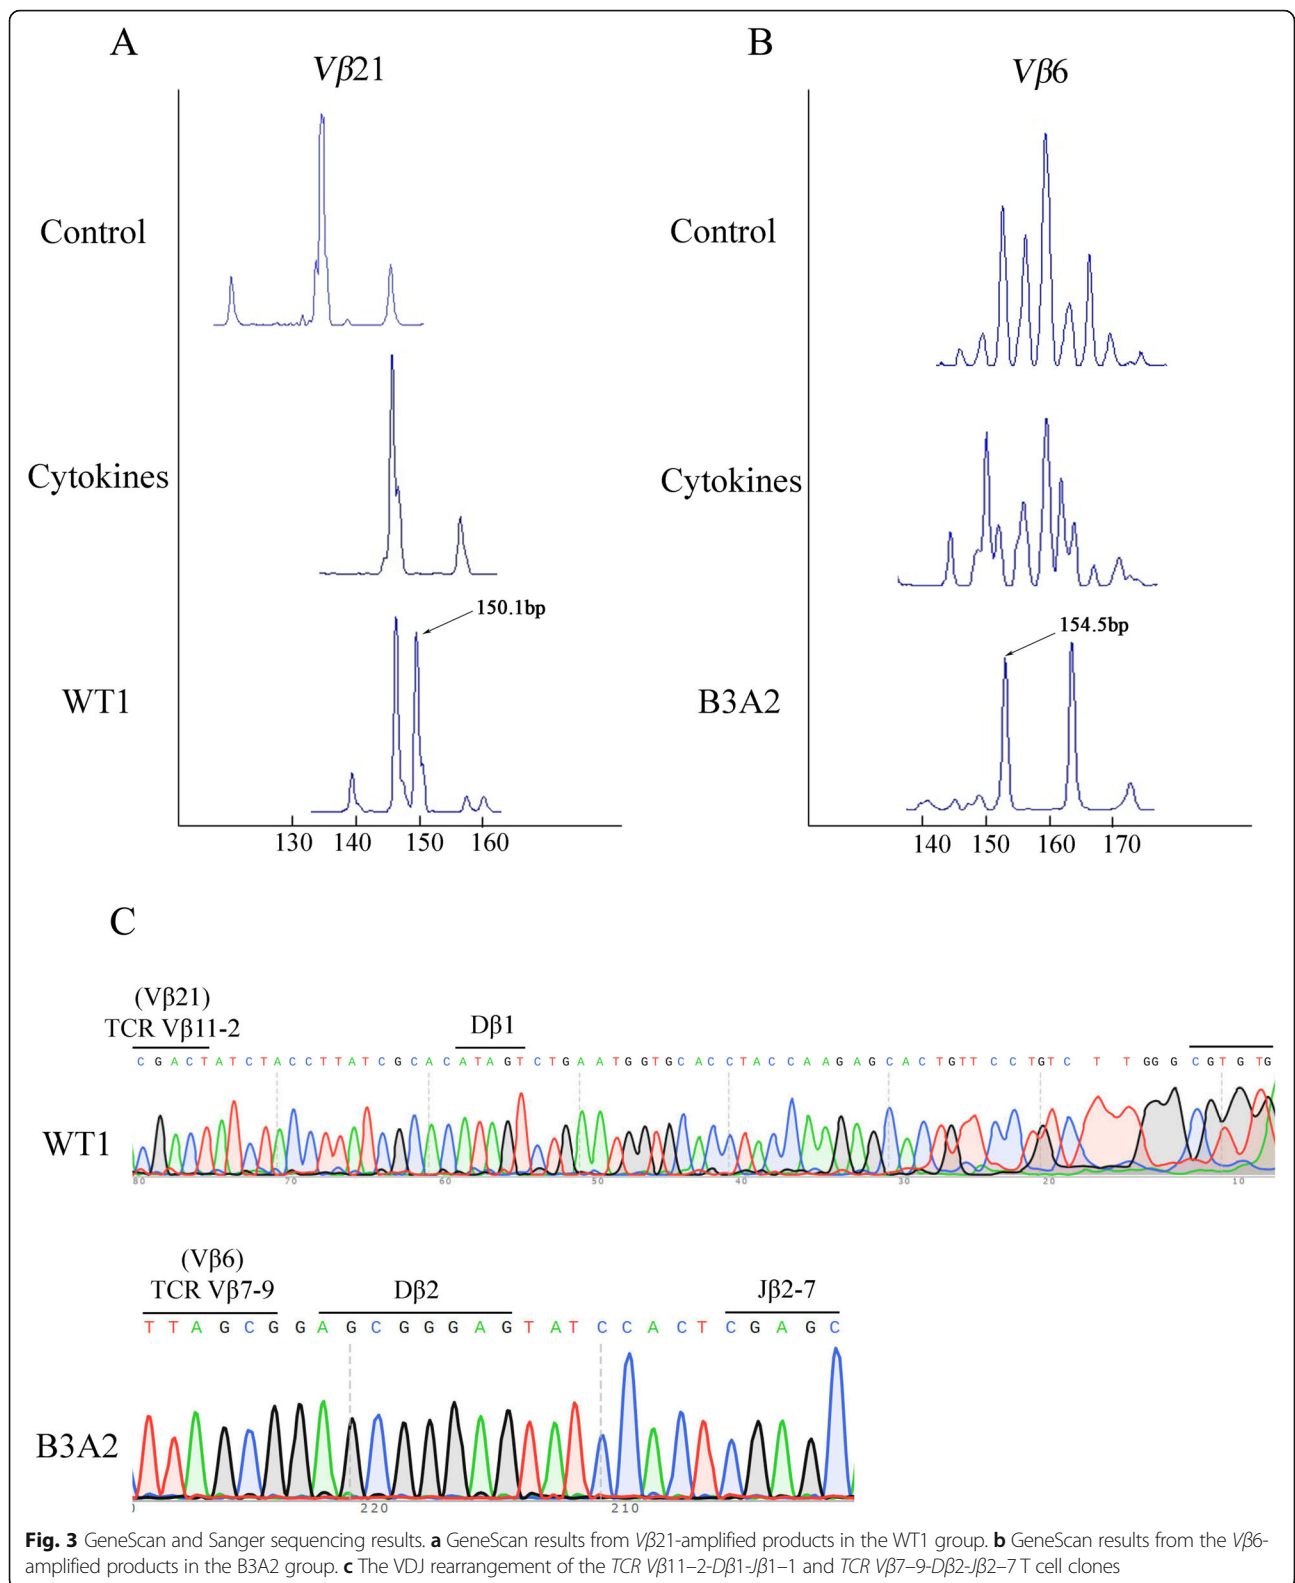 A
Vβ21
Control
Cytokines
150.1bp
WT1
130 140 150 160
B
Vβ6
Control
Cytokines
154.5bp
B3A2
140 150 160 170
C
(Vβ21)
TCR Vβ11-2
Dβ1
C G A C T A T C T A C C T T A T C G C A C A T A G T C T G A A T G G T G C A C C T A C C A A G A G C A C T G T T C C T G T C T T G G G C G T G T G
WT1
80 70 60 50 40 30 20 10
(Vβ6)
TCR Vβ7-9
Dβ2
Jβ2-7
T T A G C G G A G C G G G A G T A T C C A C T C G A G C
B3A2
220 210
Fig. 3 GeneScan and Sanger sequencing results. a GeneScan results from Vβ21-amplified products in the WT1 group. b GeneScan results from the Vβ6-
amplified products in the B3A2 group. c The VDJ rearrangement of the TCR Vβ11–2-Dβ1-Jβ1–1 and TCR Vβ7–9-Dβ2-Jβ2–7 T cell clones